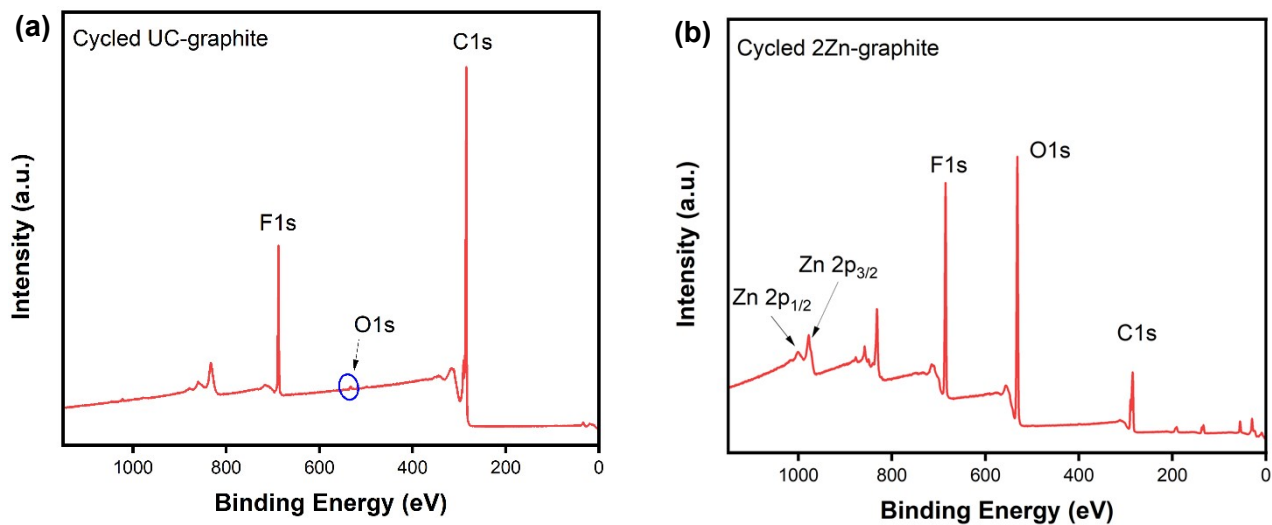 (a)
Cycled UC-graphite
C1s
F1s
O1s
Intensity (a.u.)
1000 800 600 400 200 0
Binding Energy (eV)
(b)
Cycled 2Zn-graphite
O1s
F1s
Zn 2p3/2
Zn 2p1/2
C1s
Intensity (a.u.)
1000 800 600 400 200 0
Binding Energy (eV)